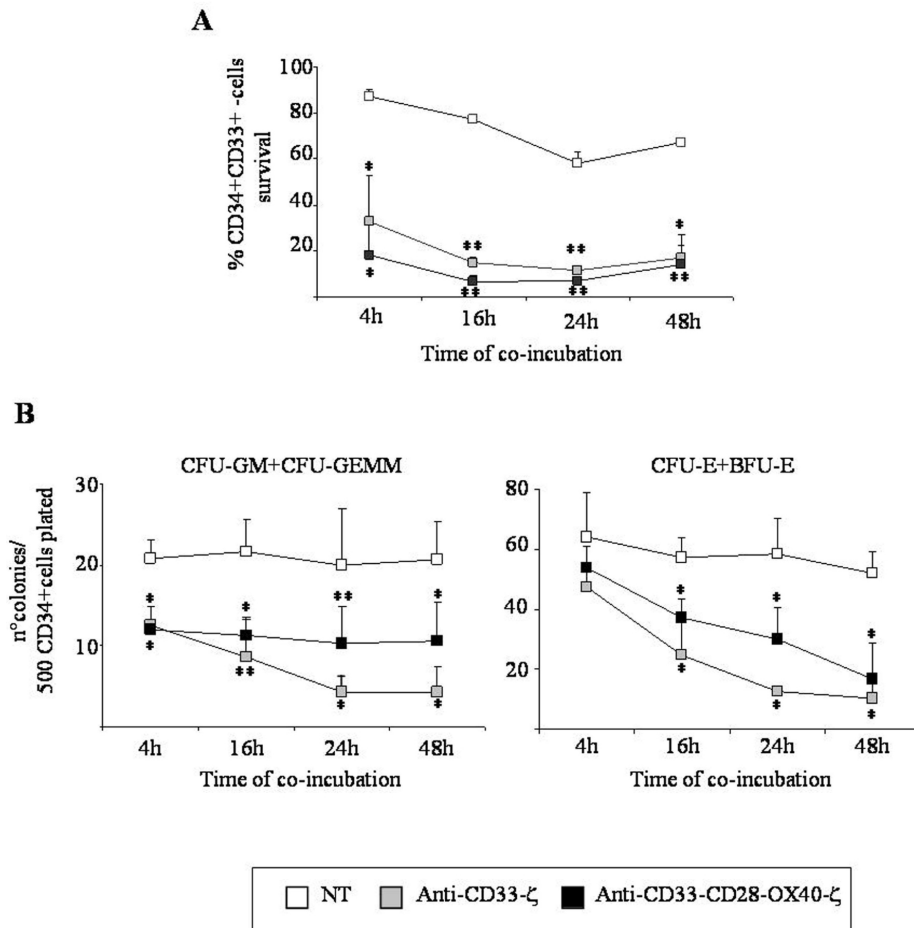 A
% CD34+CD33+ -cells
survival
100
80
60
40
20
‡
‡‡
‡‡
‡
‡
‡‡
‡‡
‡‡
4h 16h 24h 48h
Time of co-incubation
B
CFU-GM+CFU-GEMM
n°colonies/
500 CD34+cells plated
30
20
10
‡
‡
‡‡
‡
‡
‡‡
‡
‡
4h 16h 24h 48h
Time of co-incubation
CFU-E+BFU-E
80
60
40
20
‡
‡
‡
‡
‡
‡
4h 16h 24h 48h
Time of co-incubation
NT Anti-CD33-ζ Anti-CD33-CD28-OX40-ζ